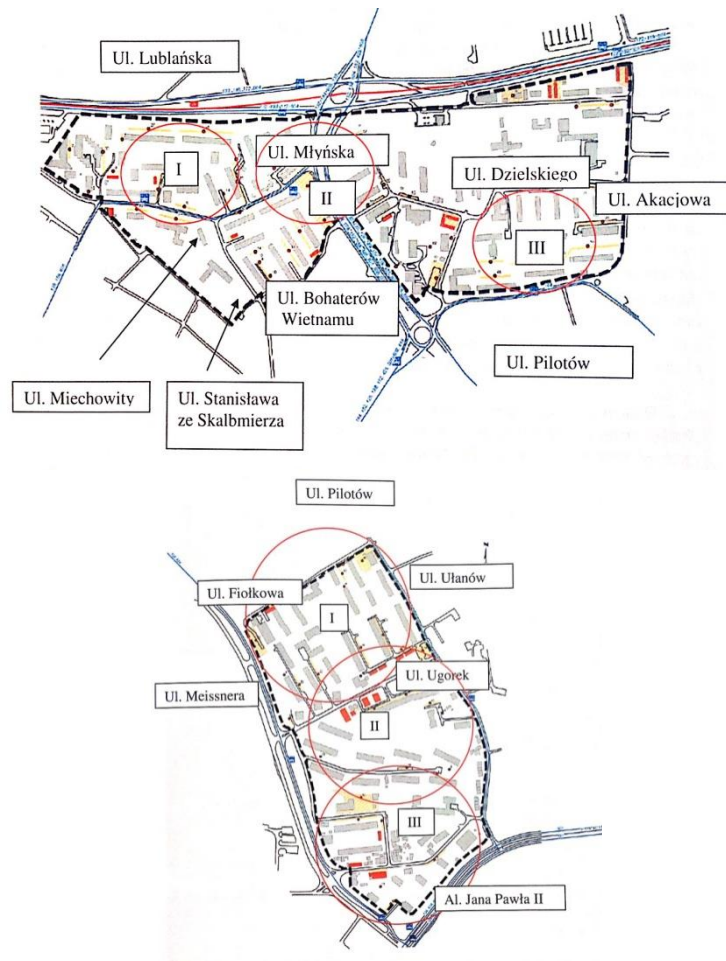 Ul. Lublańska
I
Ul. Młyńska
II
Ul. Dzielskiego
Ul. Akacjowa
III
Ul. Bohaterów
Wietnamu
Ul. Pilotów
Ul. Miechowity
Ul. Stanisława
ze Skalbmierza
Ul. Pilotów
Ul. Ułanów
Ul. Fiołkowa
I
Ul. Ugorek
Ul. Meissnera
II
III
Al. Jana Pawła II